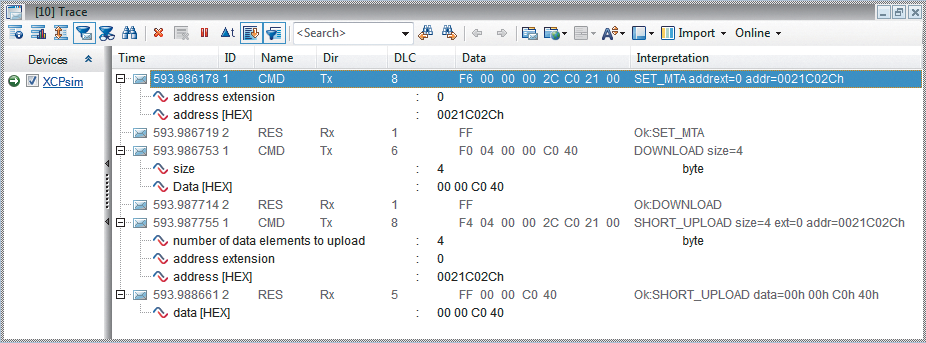 [10] Trace
<Search> Import Online
Devices Time ID Name Dir DLC Data Interpretation
XCPsim 593.986178 1 CMD Tx 8 F6 00 00 00 2C C0 21 00 SET_MTA addrext=0 addr=0021C02Ch
address extension : 0
address [HEX] : 0021C02Ch
593.986719 2 RES Rx 1 FF Ok:SET_MTA
593.986753 1 CMD Tx 6 F0 04 00 00 C0 40 DOWNLOAD size=4
size : 4 byte
Data [HEX] : 00 00 C0 40
593.987714 2 RES Rx 1 FF Ok:DOWNLOAD
593.987755 1 CMD Tx 8 F4 04 00 00 2C C0 21 00 SHORT_UPLOAD size=4 ext=0 addr=0021C02Ch
number of data elements to upload : 4 byte
address extension : 0
address [HEX] : 0021C02Ch
593.988661 2 RES Rx 5 FF 00 00 C0 40 Ok:SHORT_UPLOAD data=00h 00h C0h 40h
data [HEX] : 00 00 C0 40